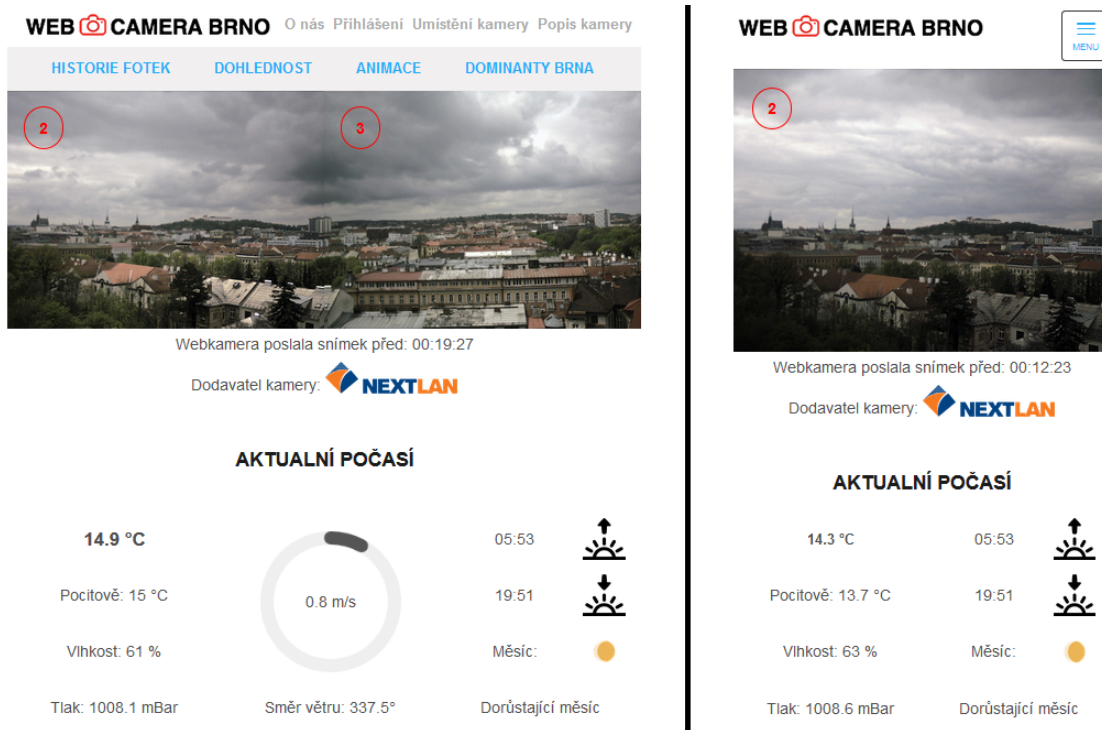 WEB CAMERA BRNO O nás Přihlášení Umístění kamery Popis kamery
HISTORIE FOTEK DOHLEDNOST ANIMACE DOMINANTY BRNA
2 3
Webkamera poslala snímek před: 00:19:27
Dodavatel kamery: NEXTLAN
AKTUALNÍ POČASÍ
14.9 °C 05:53
Pocitově: 15 °C 0.8 m/s 19:51
Vlhkost: 61 % Měsíc:
Tlak: 1008.1 mBar Směr větru: 337.5° Dorůstající měsíc
WEB CAMERA BRNO
MENU
2
Webkamera poslala snímek před: 00:12:23
Dodavatel kamery: NEXTLAN
AKTUALNÍ POČASÍ
14.3 °C 05:53
Pocitově: 13.7 °C 19:51
Vlhkost: 63 % Měsíc:
Tlak: 1008.6 mBar Dorůstající měsíc